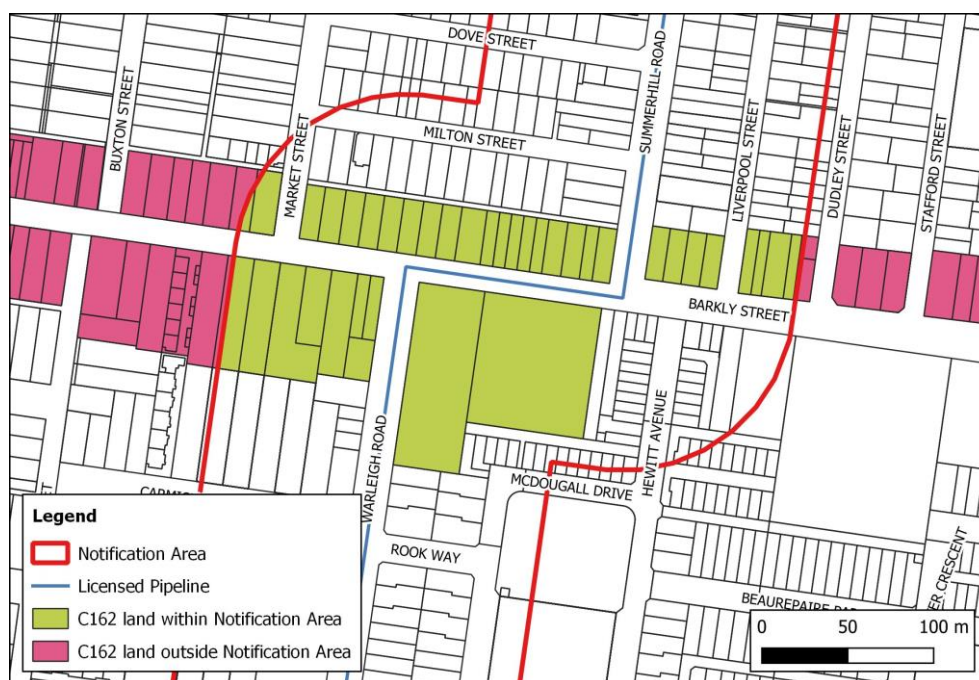 DOVE STREET
SUMMERHILL ROAD
BUXTON STREET
MARKET STREET
MILTON STREET
LIVERPOOL STREET
DUDLEY STREET
STAFFORD STREET
BARKLY STREET
WARLEIGH ROAD
HEWITT AVENUE
MCDOUGALL DRIVE
ROOK WAY
Legend
Notification Area
Licensed Pipeline
C162 land within Notification Area
C162 land outside Notification Area
0 50 100 m